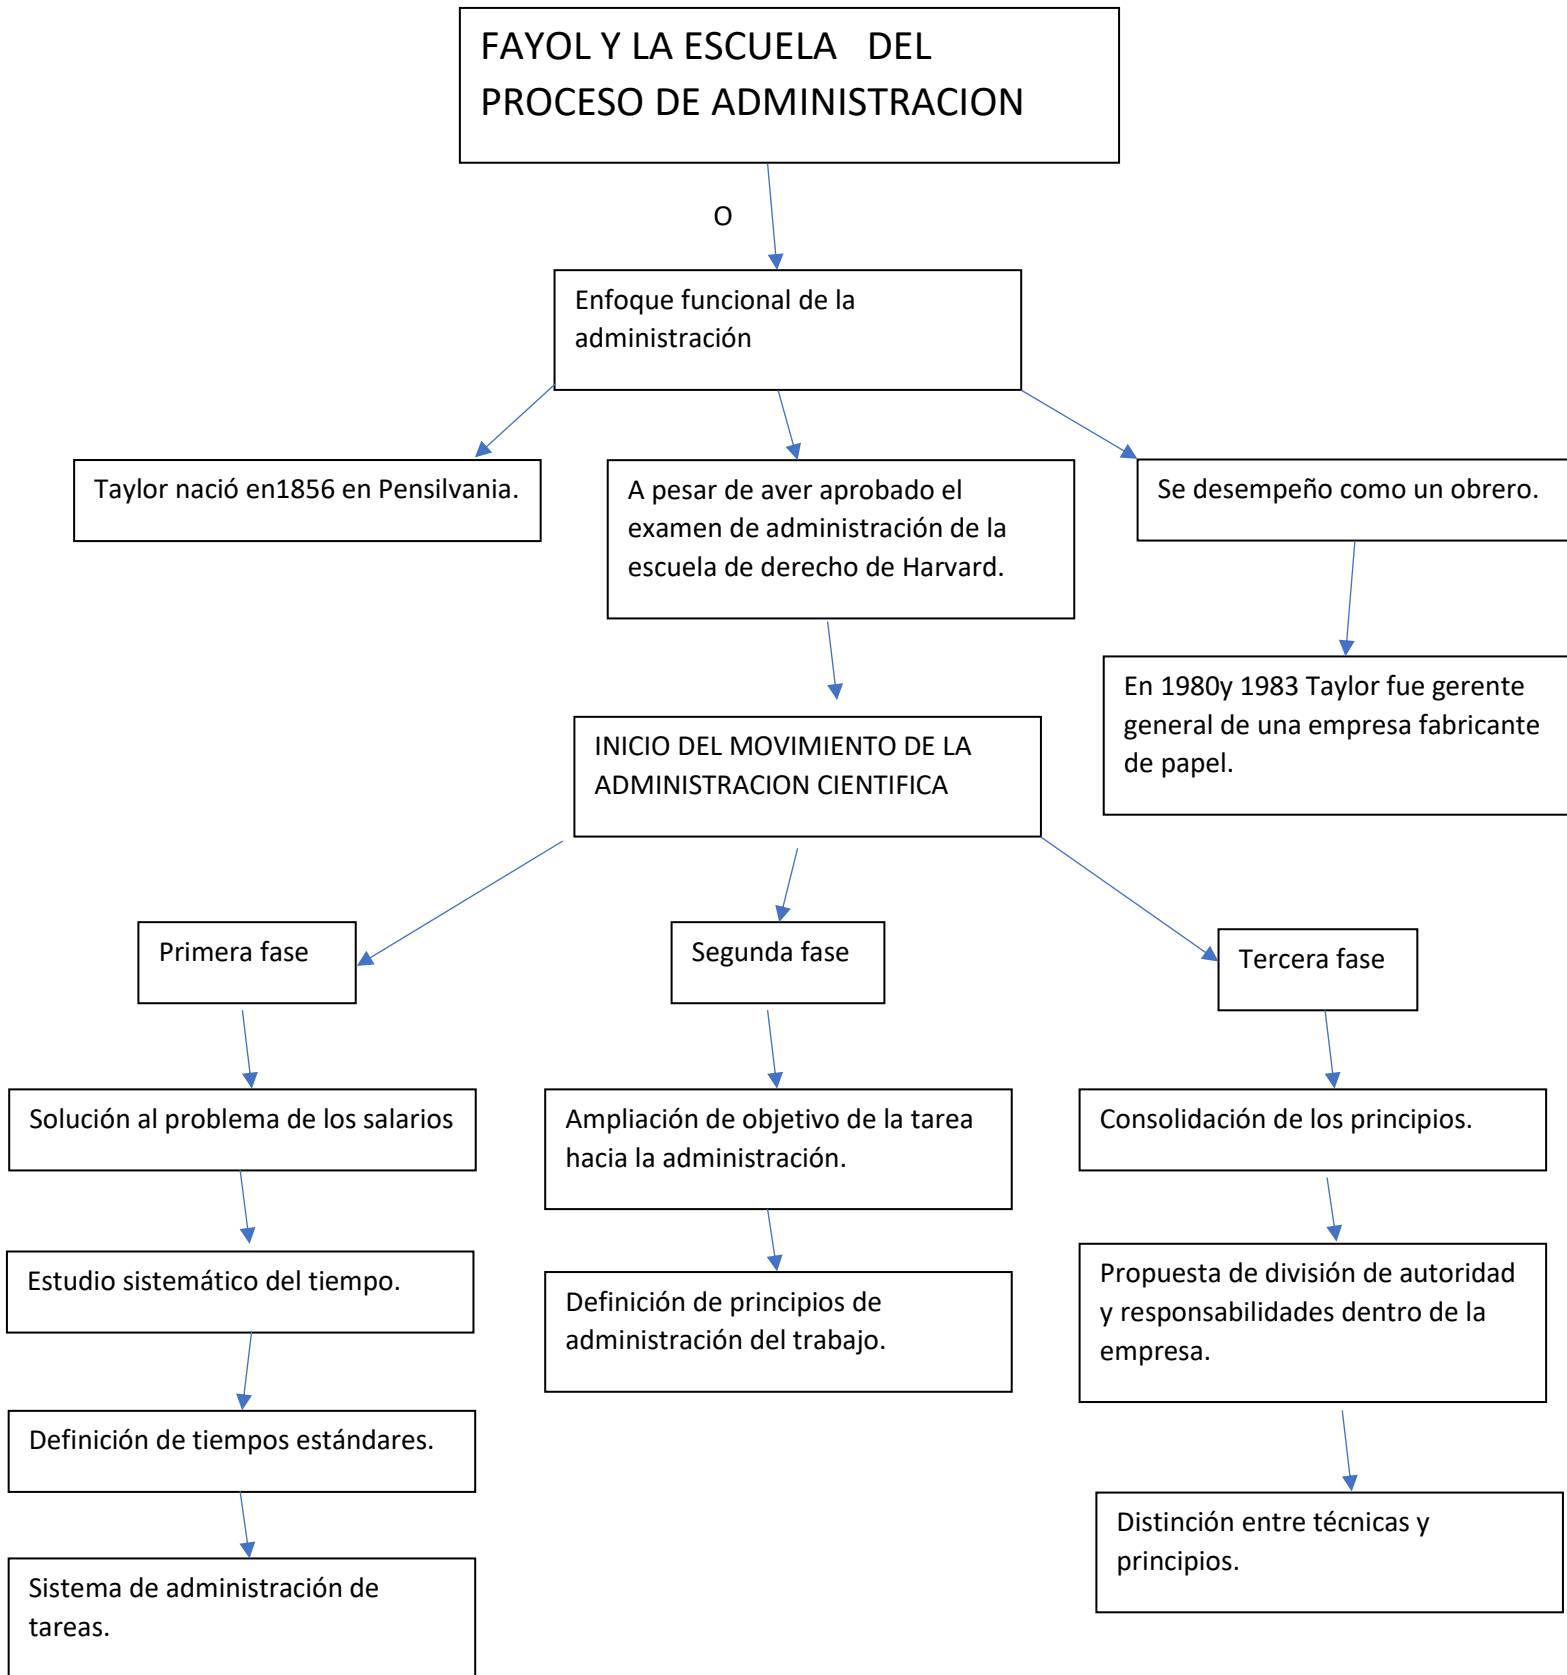 FAYOL Y LA ESCUELA DEL
PROCESO DE ADMINISTRACION
O
Enfoque funcional de la
administración
Taylor nació en1856 en Pensilvania.
A pesar de aver aprobado el
examen de administración de la
escuela de derecho de Harvard.
Se desempeño como un obrero.
En 1980y 1983 Taylor fue gerente
general de una empresa fabricante
de papel.
INICIO DEL MOVIMIENTO DE LA
ADMINISTRACION CIENTIFICA
Primera fase
Segunda fase
Tercera fase
Solución al problema de los salarios
Estudio sistemático del tiempo.
Definición de tiempos estándares.
Sistema de administración de
tareas.
Ampliación de objetivo de la tarea
hacia la administración.
Definición de principios de
administración del trabajo.
Consolidación de los principios.
Propuesta de división de autoridad
y responsabilidades dentro de la
empresa.
Distinción entre técnicas y
principios.